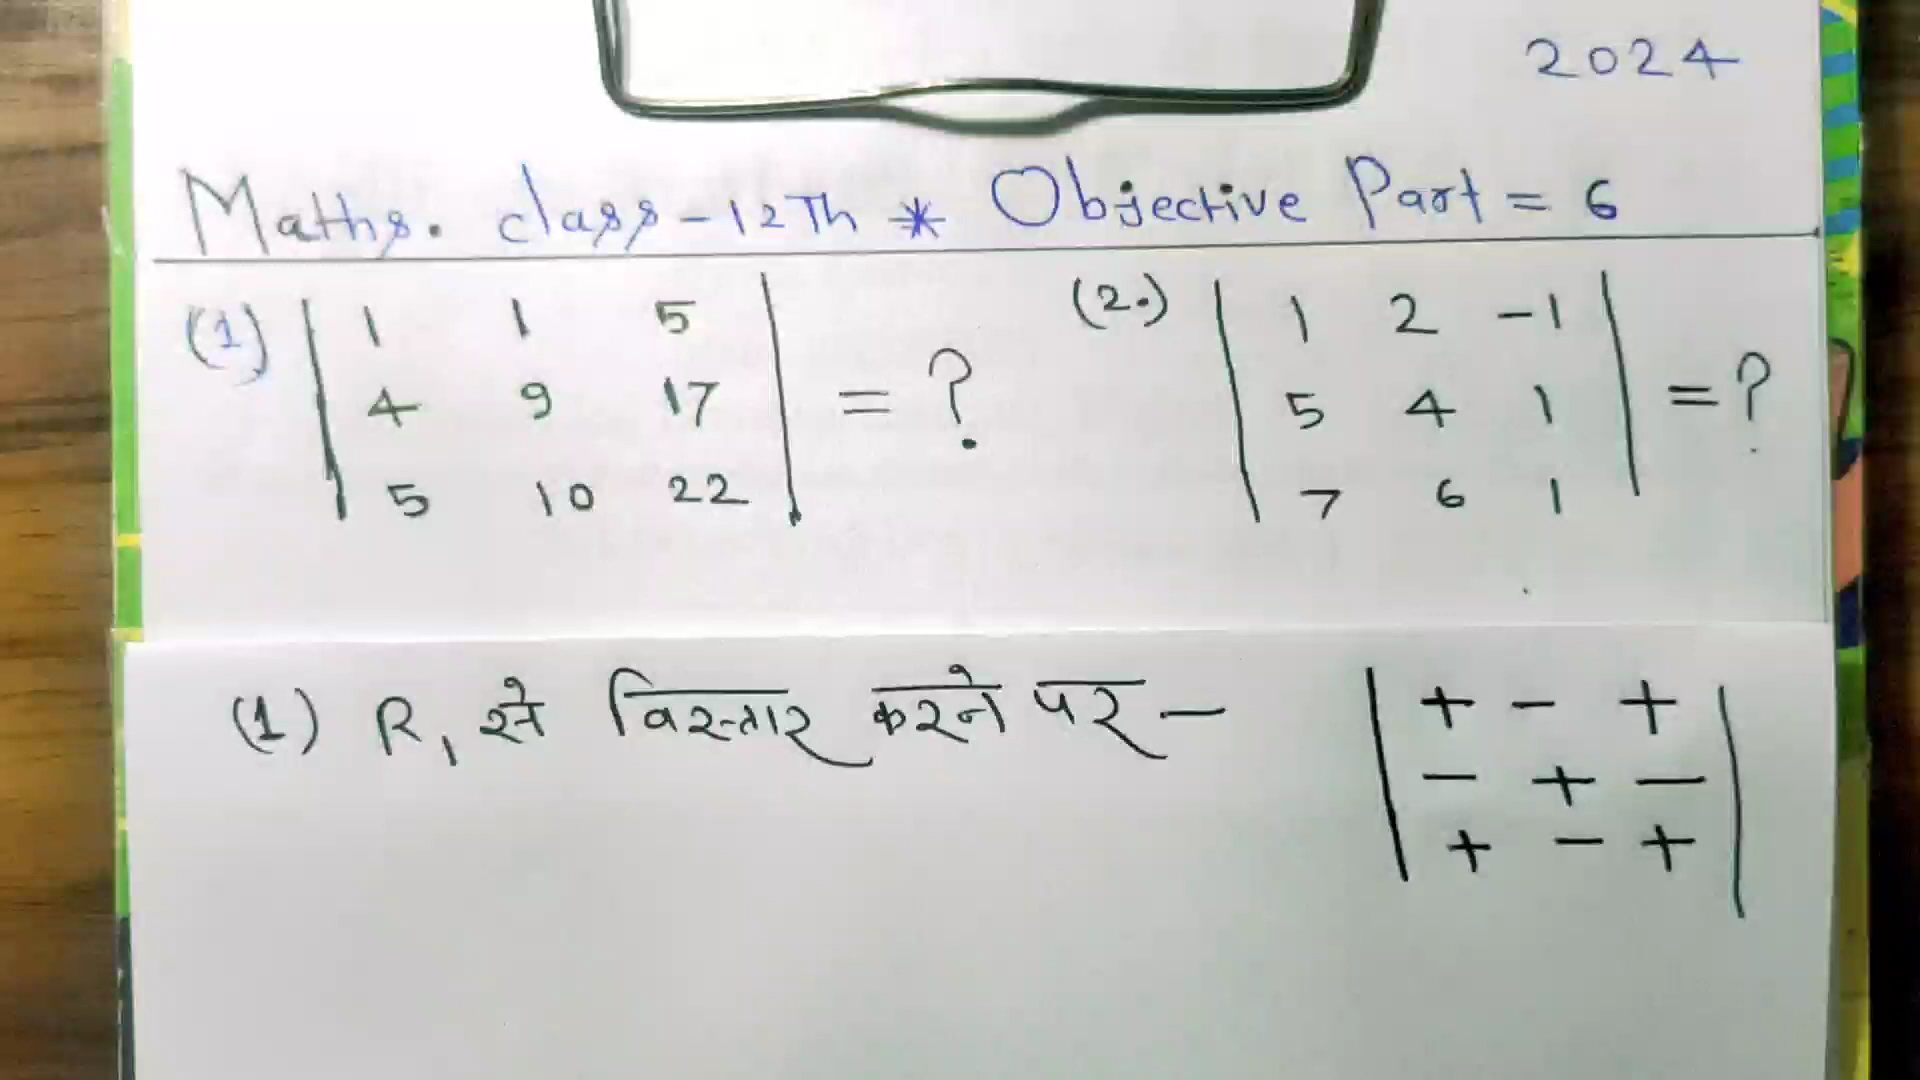 2024
Maths. class-12Th * Objective Part = 6
(1) | 1 1 5 | (2.) | 1 2 -1 |
| 4 9 17 | = ? | 5 4 1 | = ?
| 5 10 22 | | 7 6 1 |
(1) R₁ से विस्तार करने पर — | + - + |
| - + - |
| + - + |